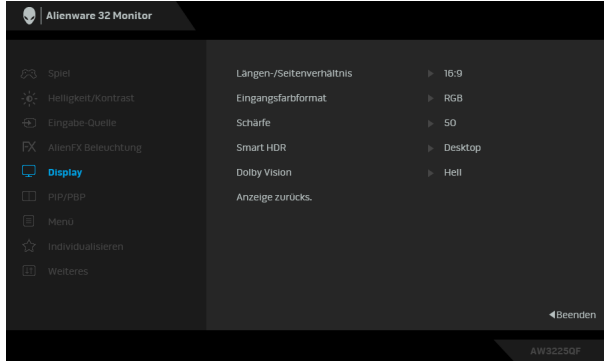 Alienware 32 Monitor
Spiel
Helligkeit/Kontrast
Eingabe-Quelle
FX AlienFX Beleuchtung
Display
PIP/PBP
Menü
Individualisieren
Weiteres
Längen-/Seitenverhältnis 16:9
Eingangsfarbformat RGB
Schärfe 50
Smart HDR Desktop
Dolby Vision Hell
Anzeige zurücks.
Beenden
AW3225QF